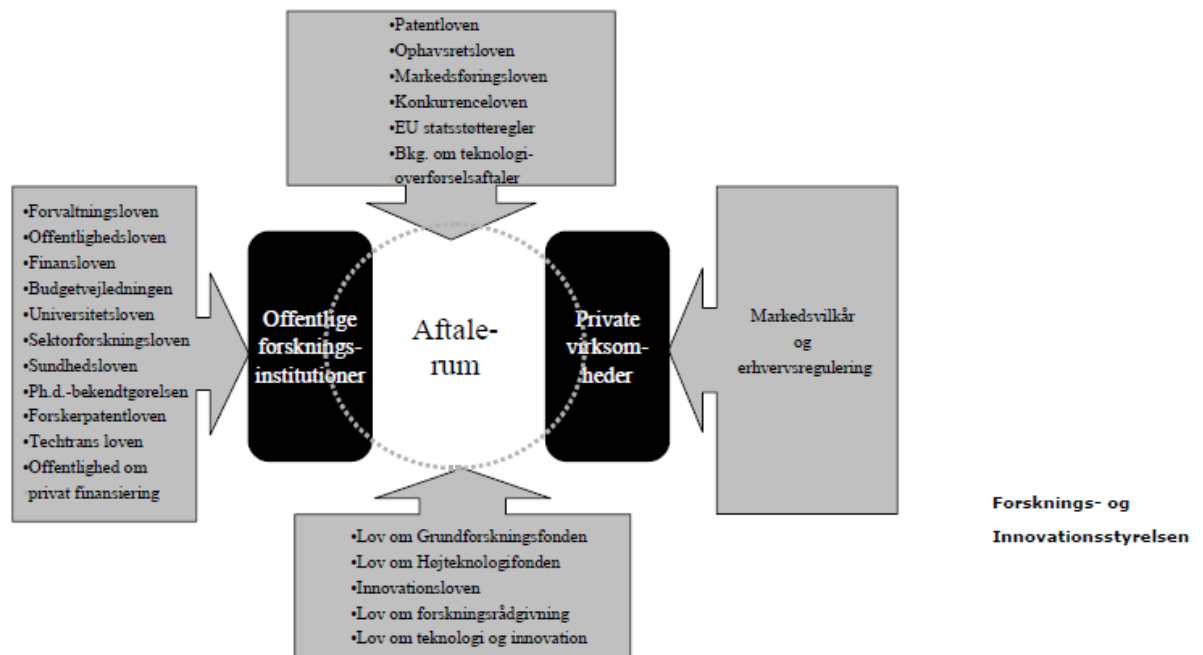 •Patentloven
•Ophavsretsloven
•Markedsføringsloven
•Konkurrenceloven
•EU statsstøtteregler
•Bkg. om teknologi-
overførselsaftaler
•Forvaltningsloven
•Offentlighedsloven
•Finansloven
•Budgetvejledningen
•Universitetsloven
•Sektorforskningsloven
•Sundhedsloven
•Ph.d.-bekendtgørelsen
•Forskerpatentloven
•Techtrans loven
•Offentlighed om
privat finansiering
Offentlige
forsknings-
institutioner
Aftale-
rum
Private
virksom-
heder
Markedsvilkår
og
erhvervsregulering
•Lov om Grundforskningsfonden
•Lov om Højteknologifonden
•Innovationsloven
•Lov om forskningsrådgivning
•Lov om teknologi og innovation
Forsknings- og
Innovationsstyrelsen